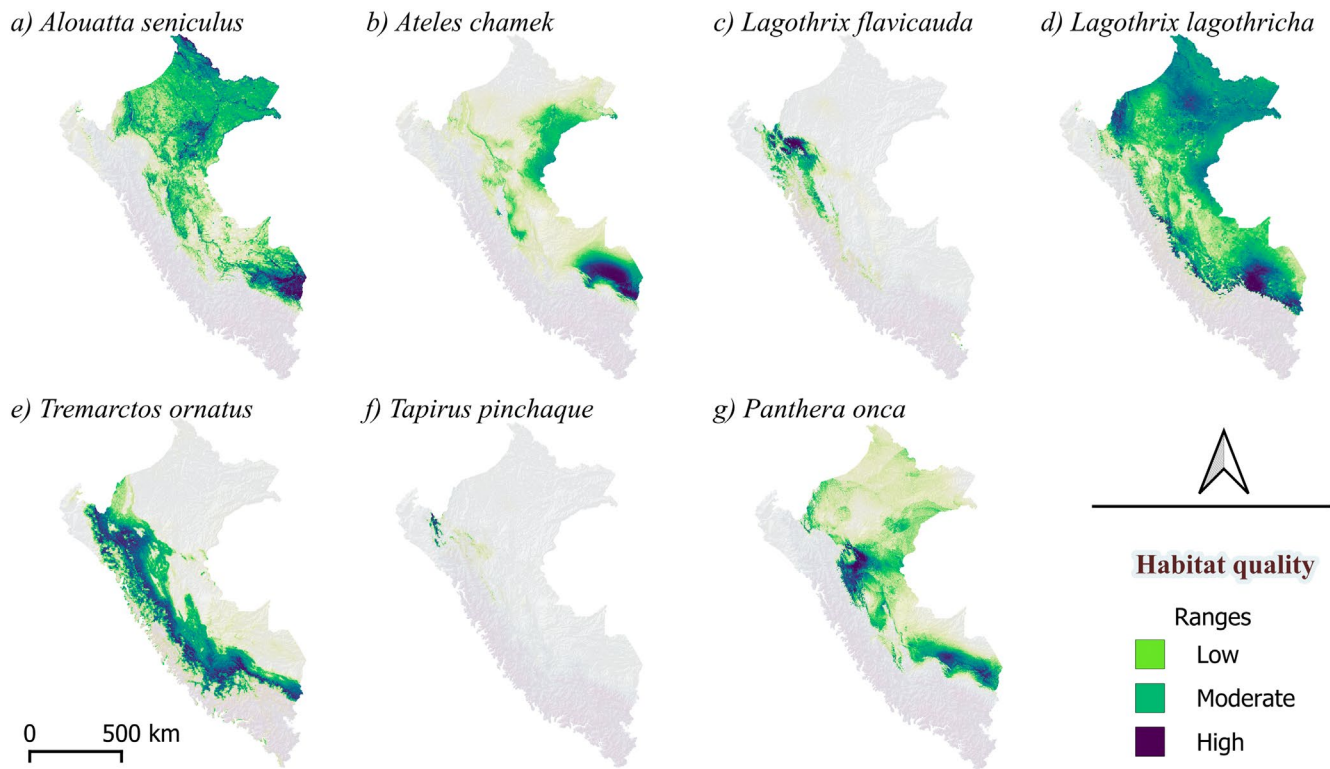 a) Alouatta seniculus
b) Ateles chamek
c) Lagothrix flavicauda
d) Lagothrix lagothricha
e) Tremarctos ornatus
f) Tapirus pinchaque
g) Panthera onca
Habitat quality
Ranges
Low
Moderate
High
0 500 km